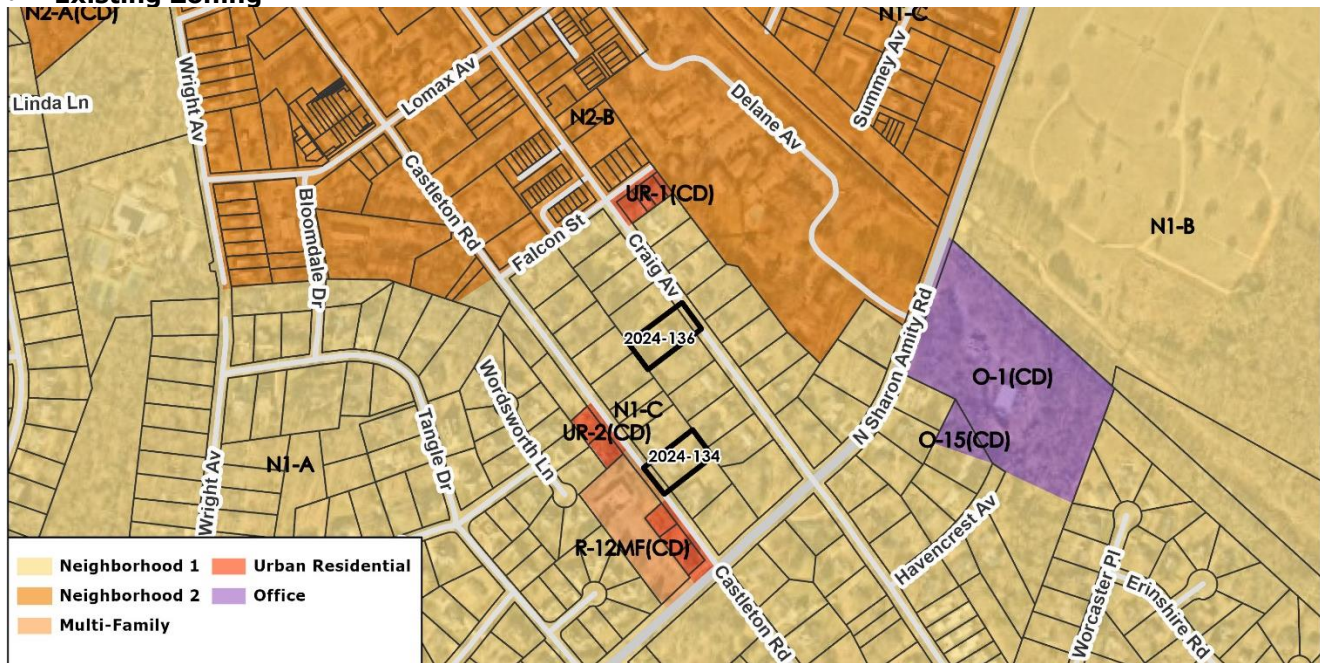 Existing Zoning
N2-A(CD)
N1-C
Linda Ln
Wright Av
Lomax Av
Summey Av
Delane Av
N2-B
Castleton Rd
UR-1(CD)
Bloomdale Dr
Falcon St
Craig Av
N1-B
2024-136
N Sharon Amity Rd
O-1(CD)
Wordsworth Ln
N1-C
UR-2(CD)
O-15(CD)
2024-134
Tangle Dr
N1-A
Wright Av
R-12MF(CD)
Havencrest Av
Castleton Rd
Worcaster Pl
Erinshire Rd
Neighborhood 1
Urban Residential
Neighborhood 2
Office
Multi-Family